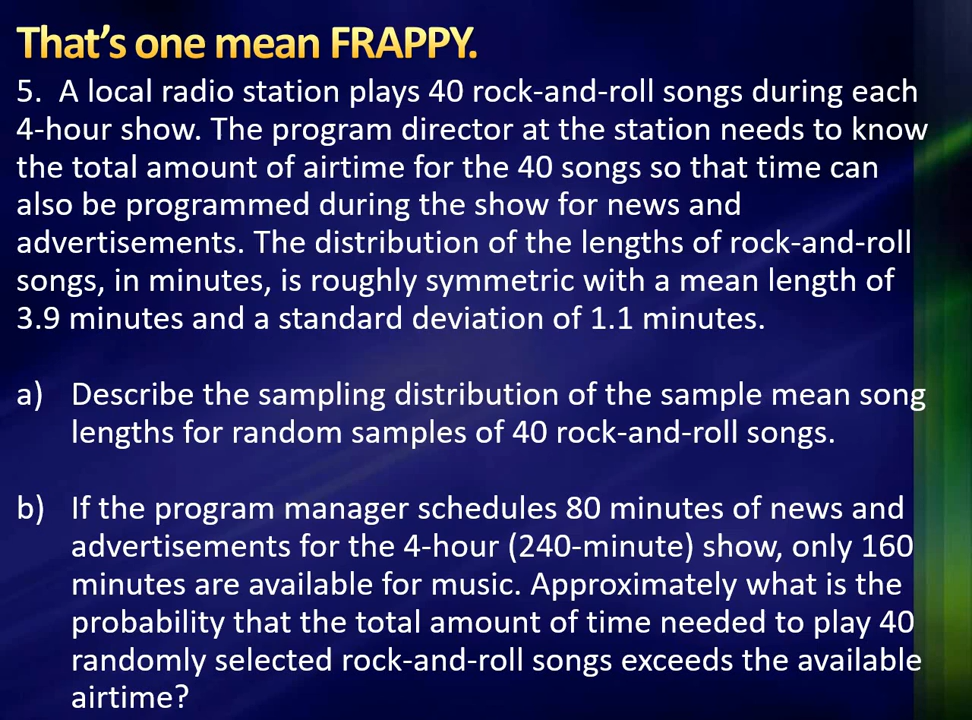 That's one mean FRAPPY.
5.  A local radio station plays 40 rock-and-roll songs during each
4-hour show. The program director at the station needs to know
the total amount of airtime for the 40 songs so that time can
also be programmed during the show for news and
advertisements. The distribution of the lengths of rock-and-roll
songs, in minutes, is roughly symmetric with a mean length of
3.9 minutes and a standard deviation of 1.1 minutes.
a)  Describe the sampling distribution of the sample mean song
lengths for random samples of 40 rock-and-roll songs.
b)  If the program manager schedules 80 minutes of news and
advertisements for the 4-hour (240-minute) show, only 160
minutes are available for music. Approximately what is the
probability that the total amount of time needed to play 40
randomly selected rock-and-roll songs exceeds the available
airtime?